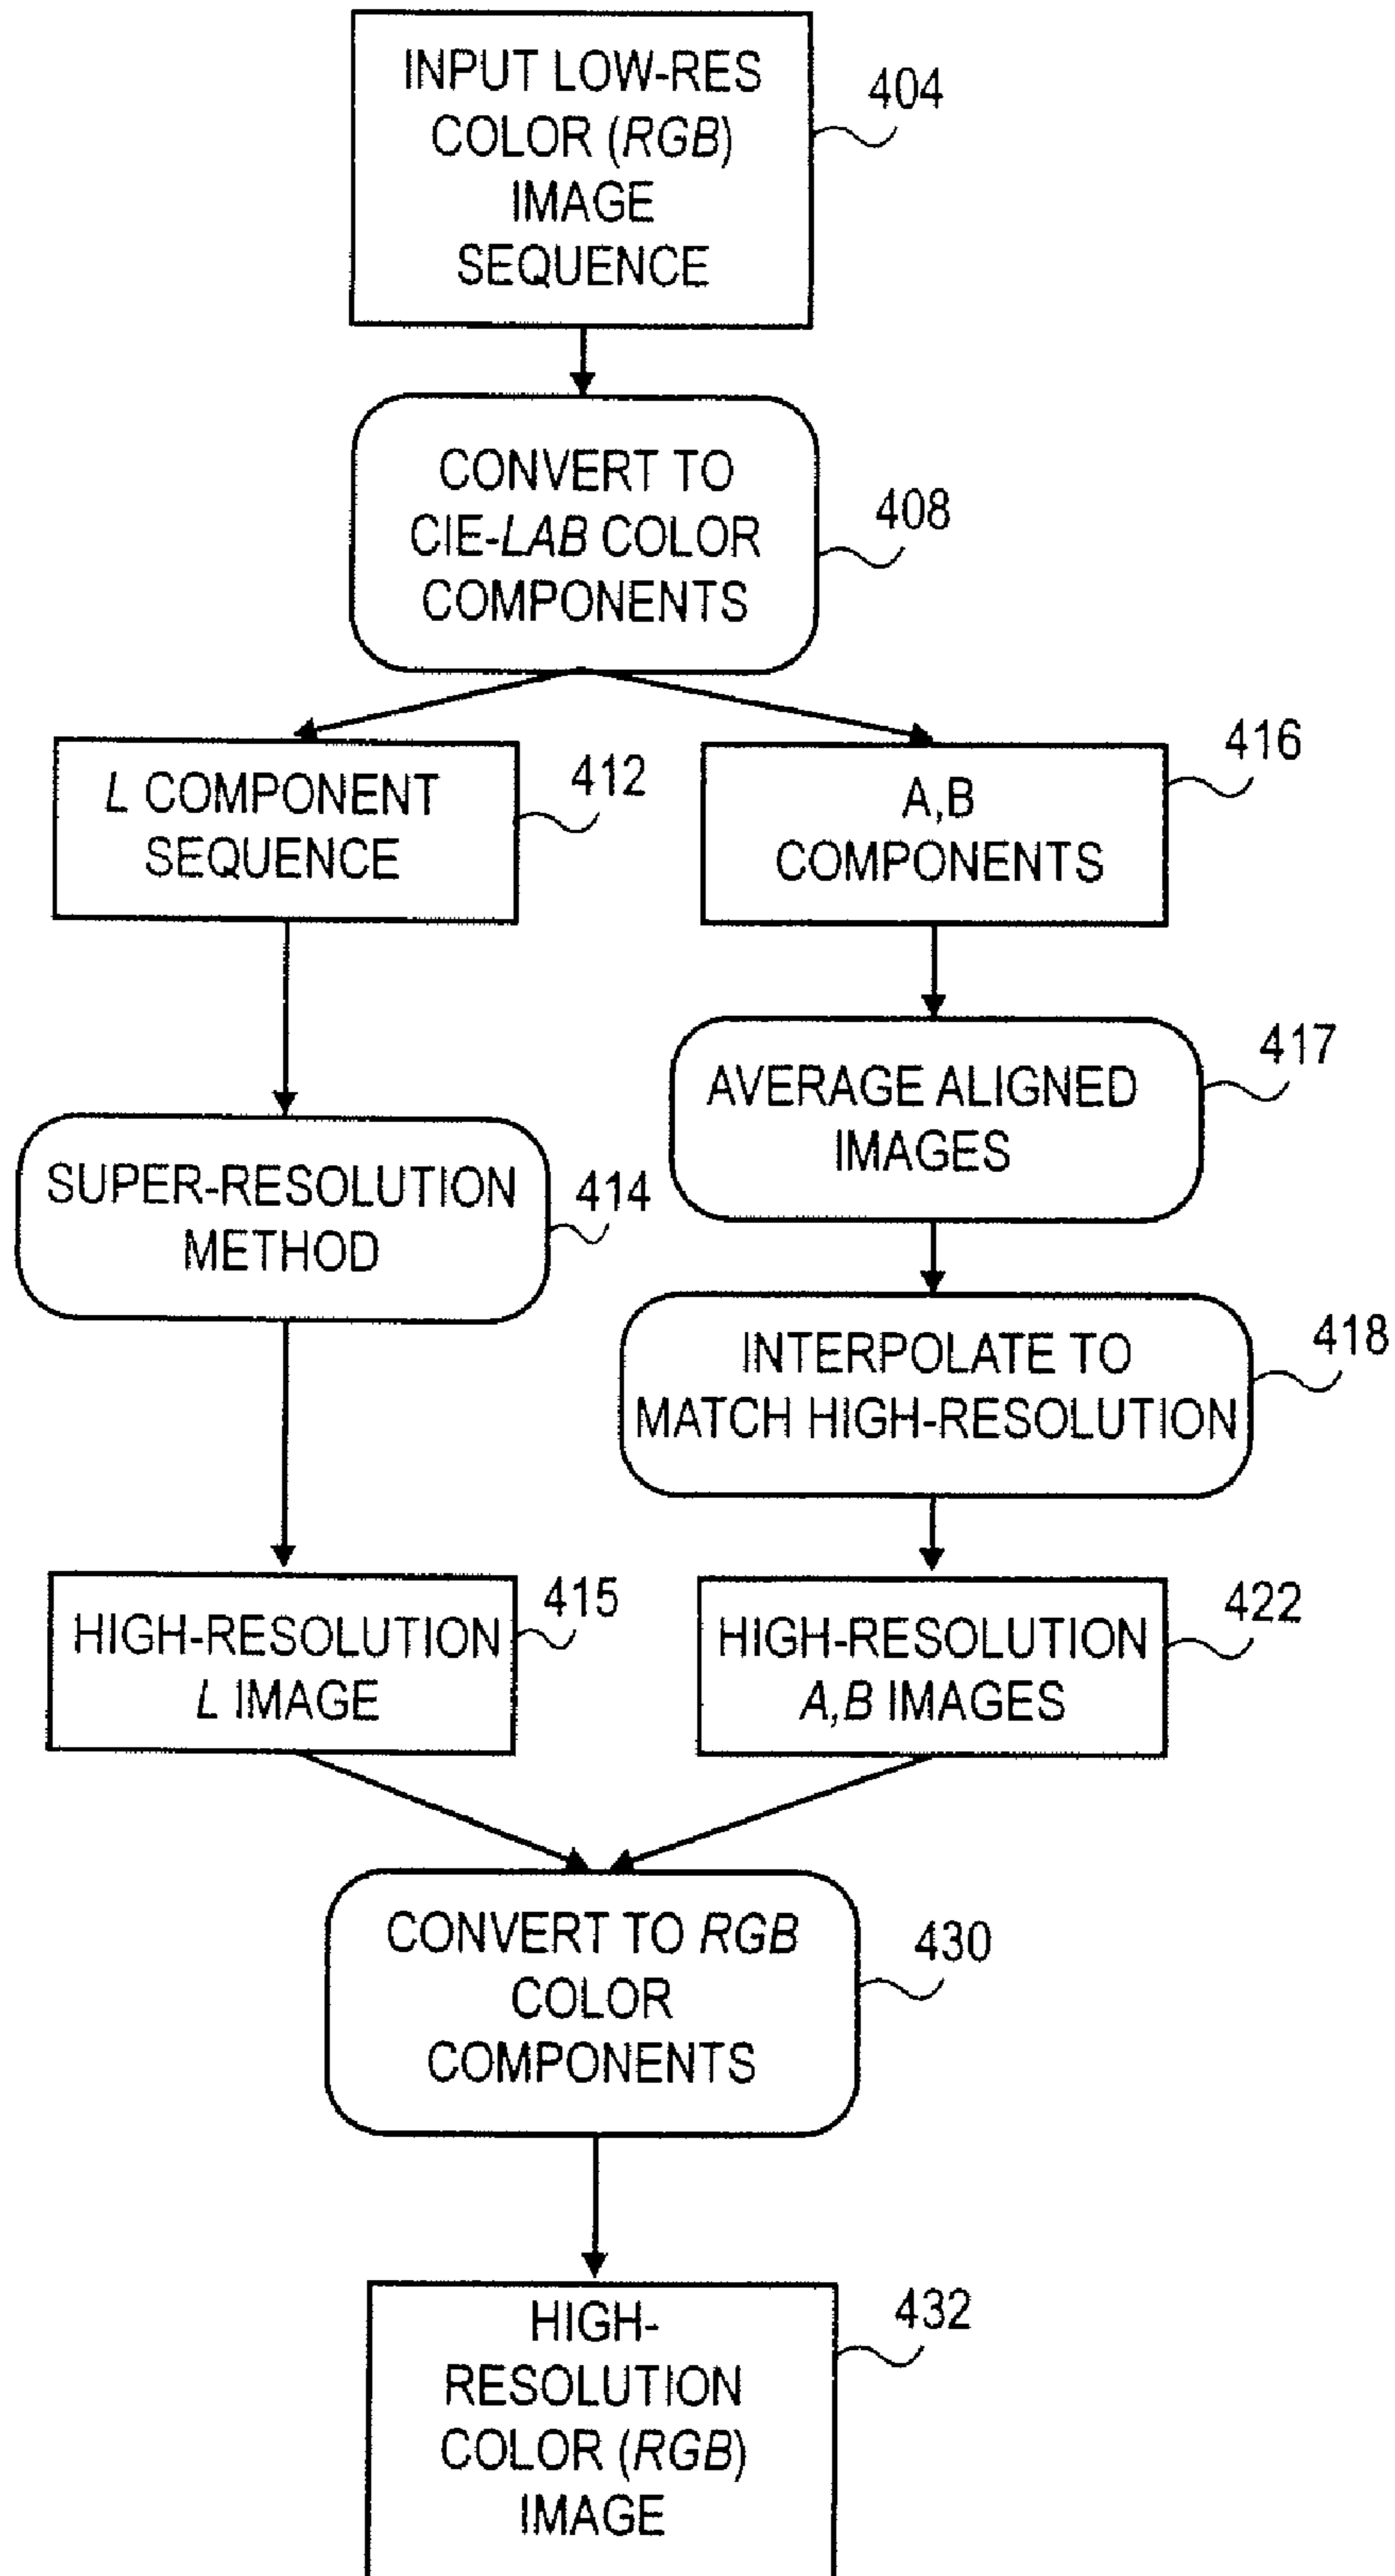 INPUT LOW-RES
COLOR (RGB)
IMAGE
SEQUENCE
404
CONVERT TO
CIE-LAB COLOR
COMPONENTS
408
L COMPONENT
SEQUENCE
412
A,B
COMPONENTS
416
AVERAGE ALIGNED
IMAGES
417
SUPER-RESOLUTION
METHOD
414
INTERPOLATE TO
MATCH HIGH-RESOLUTION
418
HIGH-RESOLUTION
L IMAGE
415
HIGH-RESOLUTION
A,B IMAGES
422
CONVERT TO RGB
COLOR
COMPONENTS
430
HIGH-
RESOLUTION
COLOR (RGB)
IMAGE
432